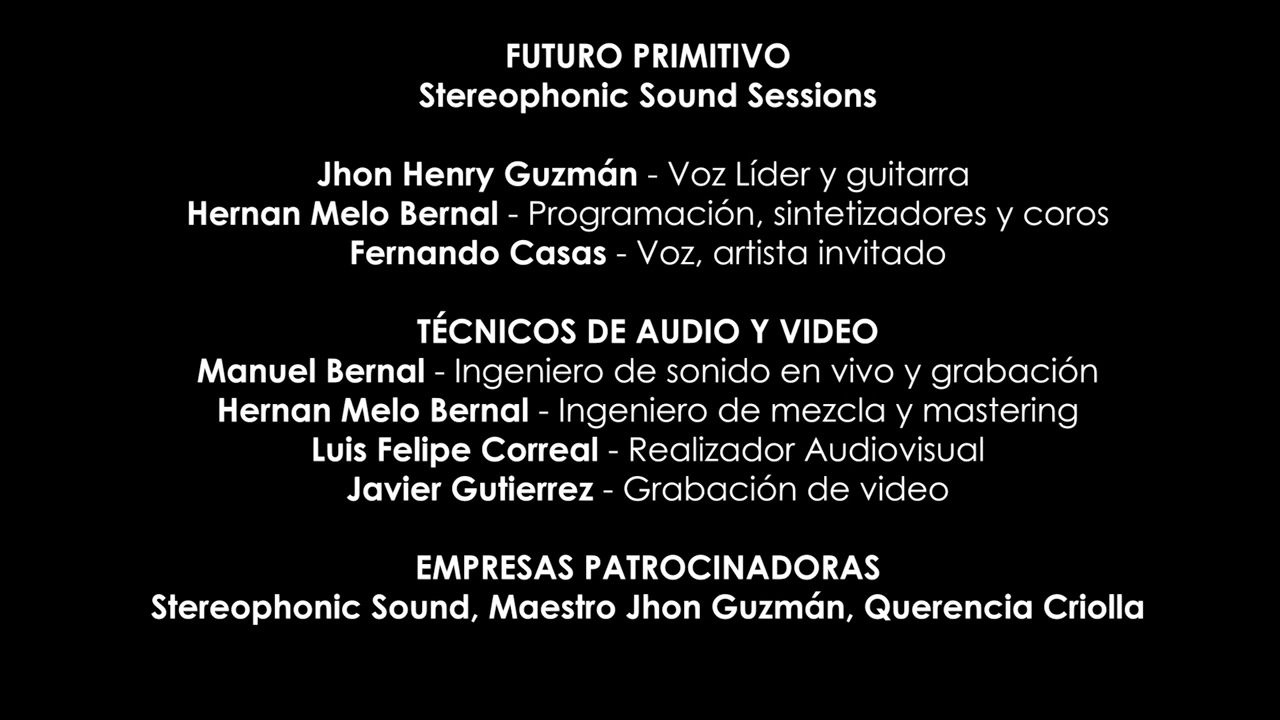 FUTURO PRIMITIVO
Stereophonic Sound Sessions
Jhon Henry Guzmán - Voz Líder y guitarra
Hernan Melo Bernal - Programación, sintetizadores y coros
Fernando Casas - Voz, artista invitado
TÉCNICOS DE AUDIO Y VIDEO
Manuel Bernal - Ingeniero de sonido en vivo y grabación
Hernan Melo Bernal - Ingeniero de mezcla y mastering
Luis Felipe Correal - Realizador Audiovisual
Javier Gutierrez - Grabación de video
EMPRESAS PATROCINADORAS
Stereophonic Sound, Maestro Jhon Guzmán, Querencia Criolla